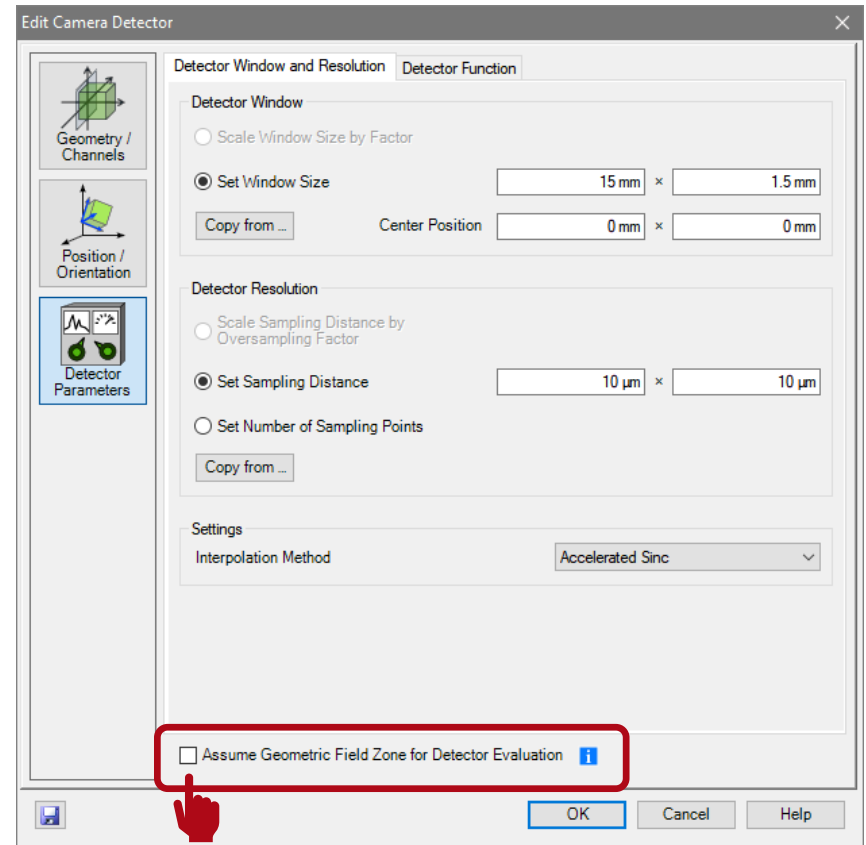 Edit Camera Detector
Geometry /
Channels
Position /
Orientation
Detector
Parameters
Detector Window and Resolution
Detector Function
Detector Window
Scale Window Size by Factor
Set Window Size
15 mm × 1.5 mm
Copy from ...
Center Position
0 mm × 0 mm
Detector Resolution
Scale Sampling Distance by
Oversampling Factor
Set Sampling Distance
10 µm × 10 µm
Set Number of Sampling Points
Copy from ...
Settings
Interpolation Method
Accelerated Sinc
Assume Geometric Field Zone for Detector Evaluation
i
OK
Cancel
Help